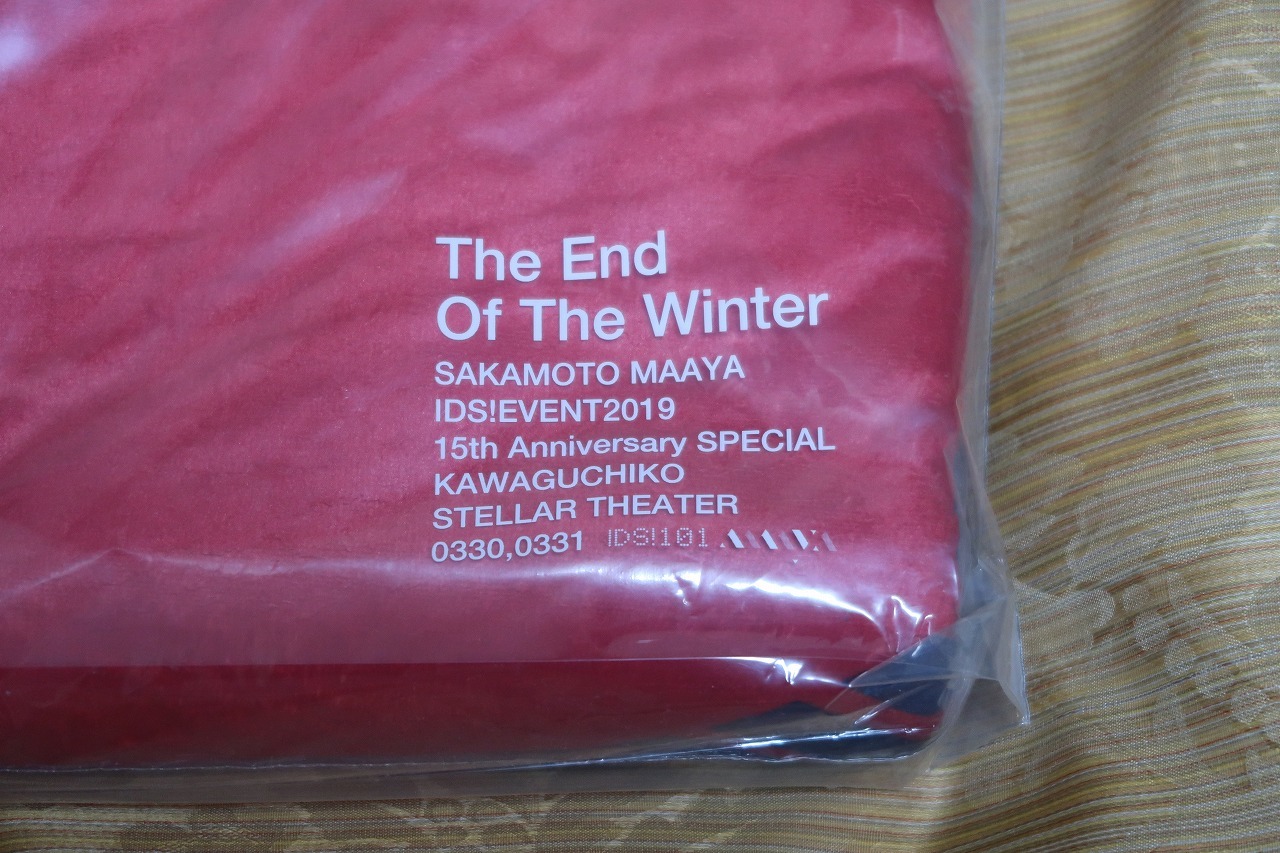 The End
Of The Winter
SAKAMOTO MAAYA
IDS!EVENT2019
15th Anniversary SPECIAL
KAWAGUCHIKO
STELLAR THEATER
0330,0331 IDS!101